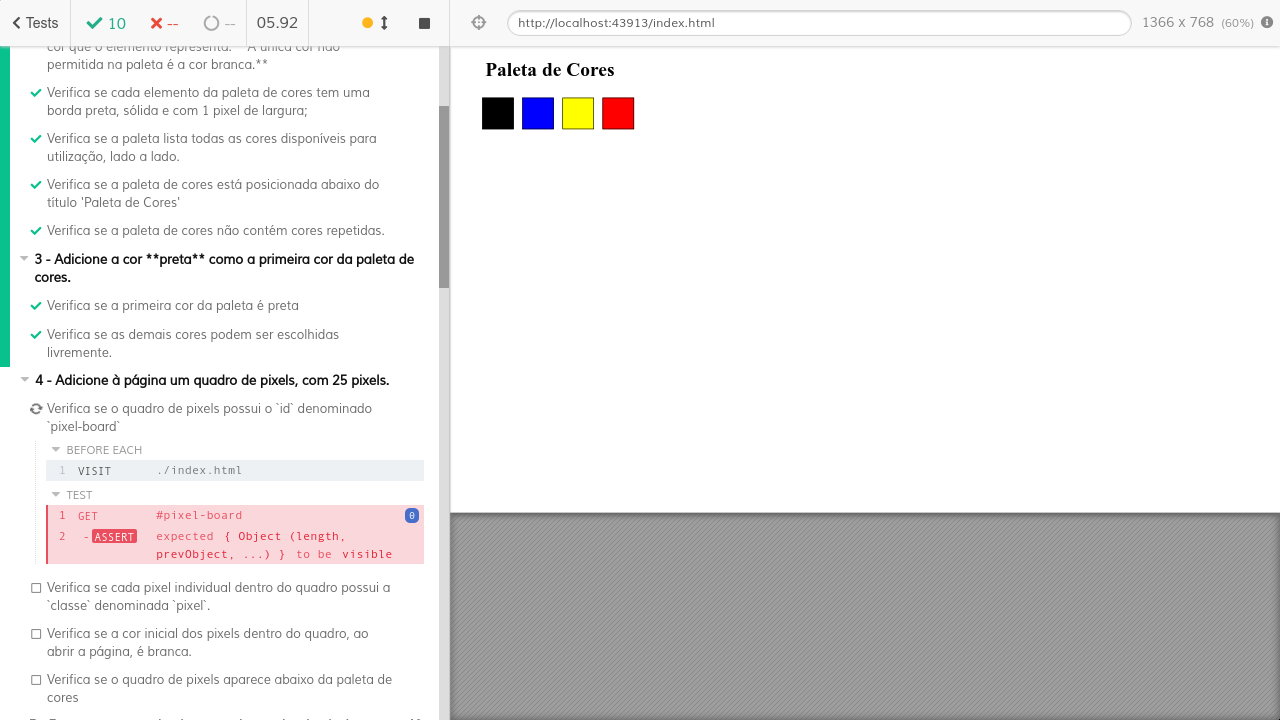 Tests
10
--
--
05.92
http://localhost:43913/index.html
1366 x 768 (60%)
cor que o elemento representa. **A única cor não
permitida na paleta é a cor branca.**
Verifica se cada elemento da paleta de cores tem uma
borda preta, sólida e com 1 pixel de largura;
Verifica se a paleta lista todas as cores disponíveis para
utilização, lado a lado.
Verifica se a paleta de cores está posicionada abaixo do
título 'Paleta de Cores'
Verifica se a paleta de cores não contém cores repetidas.
3 - Adicione a cor **preta** como a primeira cor da paleta de
cores.
Verifica se a primeira cor da paleta é preta
Verifica se as demais cores podem ser escolhidas
livremente.
4 - Adicione à página um quadro de pixels, com 25 pixels.
Verifica se o quadro de pixels possui o `id` denominado
`pixel-board`
BEFORE EACH
1 VISIT ./index.html
TEST
1 GET #pixel-board 0
2 -ASSERT expected { Object (length,
prevObject, ...) } to be visible
Verifica se cada pixel individual dentro do quadro possui a
`classe` denominada `pixel`.
Verifica se a cor inicial dos pixels dentro do quadro, ao
abrir a página, é branca.
Verifica se o quadro de pixels aparece abaixo da paleta de
cores
Paleta de Cores